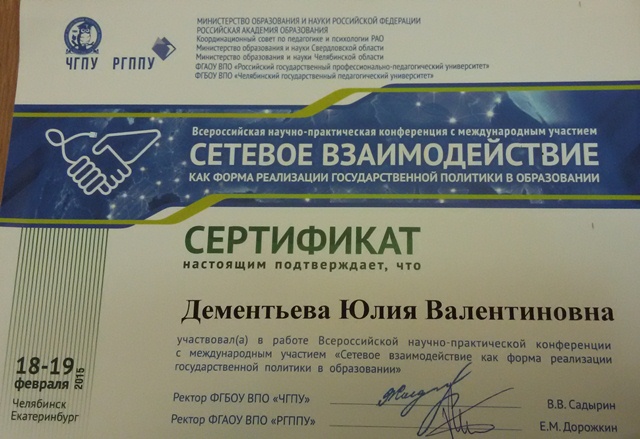 ЧГПУ РГППУ
МИНИСТЕРСТВО ОБРАЗОВАНИЯ И НАУКИ РОССИЙСКОЙ ФЕДЕРАЦИИ
РОССИЙСКАЯ АКАДЕМИЯ ОБРАЗОВАНИЯ
Координационный совет по педагогике и психологии РАО
Министерство образования и науки Свердловской области
Министерство образования и науки Челябинской области
ФГАОУ ВПО «Российский государственный профессионально-педагогический университет»
ФГБОУ ВПО «Челябинский государственный педагогический университет»
Всероссийская научно-практическая конференция с международным участием
СЕТЕВОЕ ВЗАИМОДЕЙСТВИЕ
КАК ФОРМА РЕАЛИЗАЦИИ ГОСУДАРСТВЕННОЙ ПОЛИТИКИ В ОБРАЗОВАНИИ
СЕРТИФИКАТ
настоящим подтверждает, что
Дементьева Юлия Валентиновна
участвовал(а) в работе Всероссийской научно-практической конференции
с международным участием «Сетевое взаимодействие как форма реализации
государственной политики в образовании»
18-19
февраля 2015
Челябинск
Екатеринбург
Ректор ФГБОУ ВПО «ЧГПУ» В.В. Садырин
Ректор ФГАОУ ВПО «РГППУ» Е.М. Дорожкин